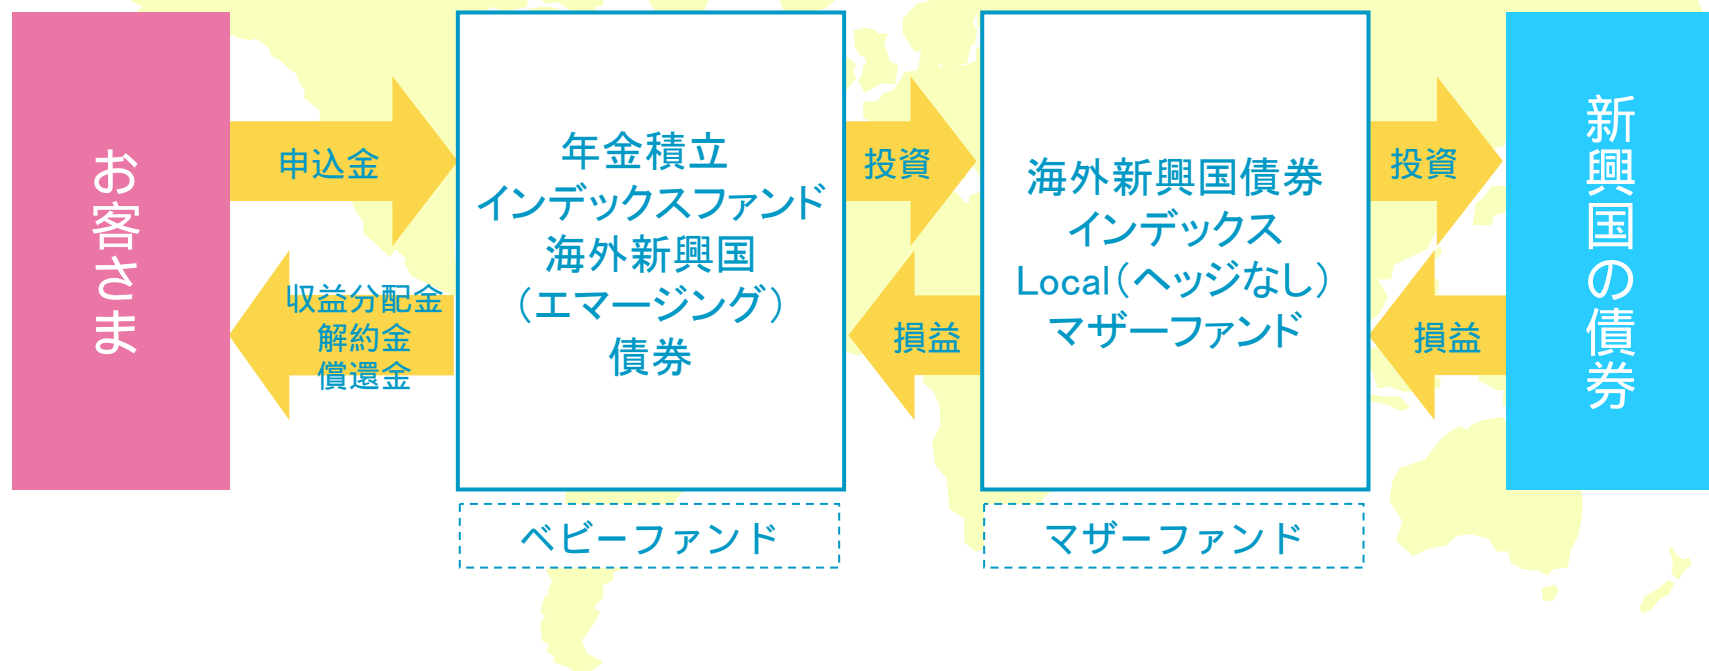 お客さま
申込金
収益分配金
解約金
償還金
年金積立
インデックスファンド
海外新興国
（エマージング）
債券
ベビーファンド
投資
損益
海外新興国債券
インデックス
Local（ヘッジなし）
マザーファンド
マザーファンド
投資
損益
新興国の債券